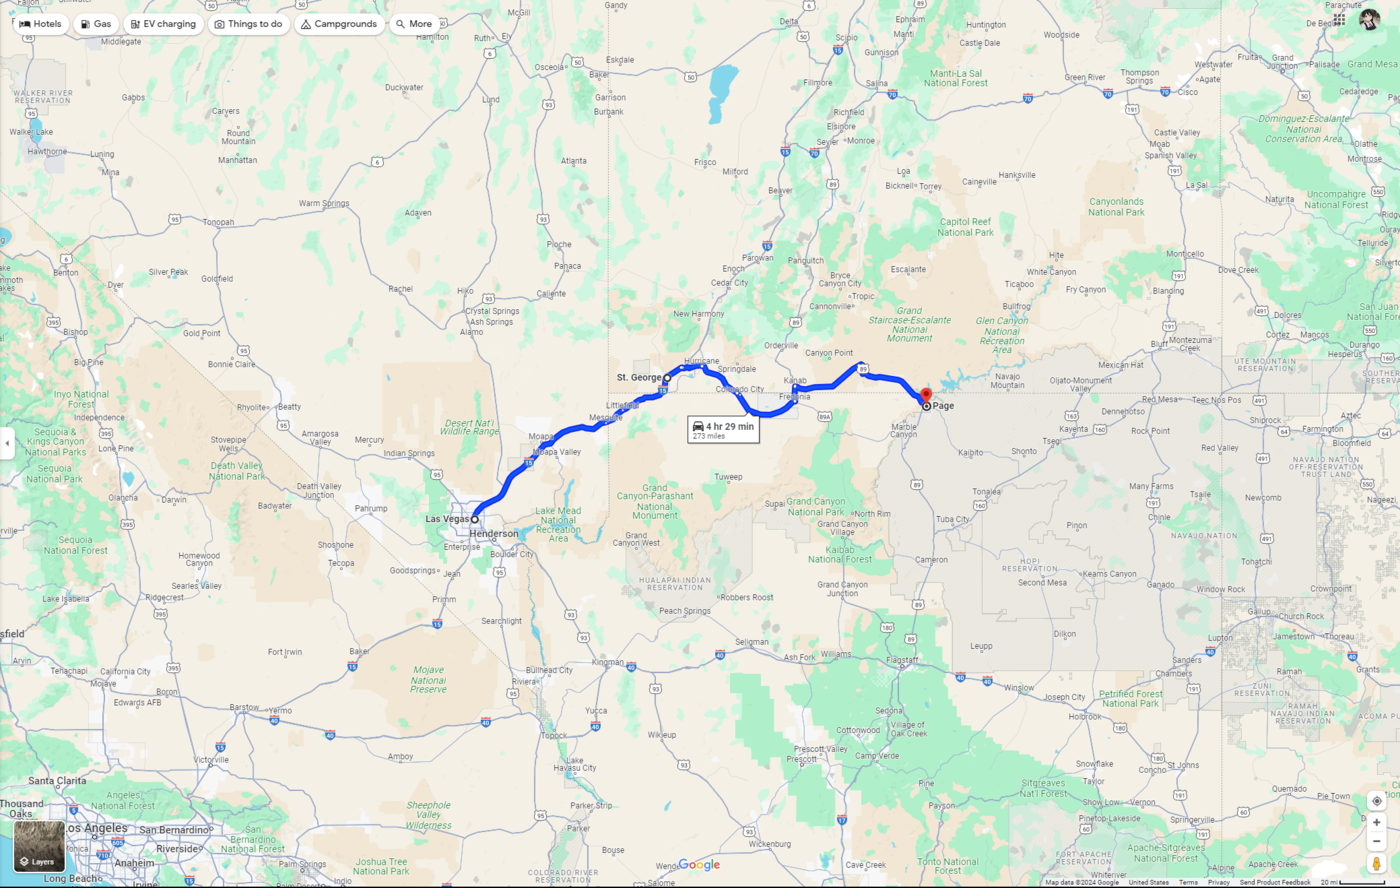 Hotels
Gas
EV charging
Things to do
Campgrounds
More
McGill
Gandy
Delta
Ephraim
Manti
Huntington
Castle Dale
Woodside
Parachute
Middlegate
Hamilton
Ruth
Ely
Scipio
Gunnison
Osceola
Baker
Eskdale
Garrison
Burbank
Fillmore
Salina
Manti-La Sal
National Forest
Green River
Thompson
Springs
Westwater
Agate
Cisco
Fruita
Grand
Junction
Palisade
Grand Mesa
Cedaredge
WALKER RIVER
RESERVATION
Gabbs
Duckwater
Lund
Carvers
Round
Mountain
Manhattan
Walker Lake
Hawthorne
Luning
Mina
Richfield
Elsinore
Sevier
Monroe
Atlanta
Frisco
Milford
Beaver
Loa
Bicknell
Torrey
Caineville
Hanksville
Castle Valley
Moab
Spanish Valley
La Sal
Dominguez-Escalante
National
Conservation Area
Olathe
Montrose
Uncompahgre
National Forest
Naturita
Telluride
Warm Springs
Adaven
Tonopah
Pioche
Panaca
Parowan
Panguitch
Enoch
Cedar City
Capitol Reef
National Park
Canyonlands
National Park
Monticello
Dove Creek
Benton
Dyer
Silver Peak
Goldfield
Rachel
Hiko
Crystal Springs
Ash Springs
Alamo
Caliente
Bryce
Canyon City
Tropic
Cannonville
Escalante
Hite
White Canyon
Ticaboo
Fry Canyon
Bullfrog
Blanding
Bishop
Gold Point
Big Pine
Bonnie Claire
New Harmony
Orderville
Canyon Point
Grand
Staircase-Escalante
National
Monument
Glen Canyon
National
Recreation
Area
Dolores
Cortez
Mancos
Durango
Hesperus
Montezuma
Creek
Bluff
Mexican Hat
UTE MOUNTAIN
RESERVATION
St. George
Hurricane
Springdale
Colorado City
Kanab
Fredonia
Page
Navajo
Mountain
Oljato-Monument
Valley
Red Mesa
Teec Nos Pos
Shiprock
Inyo National
Forest
Rhyolite
Beatty
Sequoia &
Kings Canyon
National Parks
Lone Pine
Stovepipe
Wells
Amargosa
Valley
Mercury
Indian Springs
Desert Nat'l
Wildlife Range
Mesquite
Moapa
Moapa Valley
4 hr 29 min
273 miles
Marble
Canyon
Dennehotso
Kayenta
Rock Point
Kaibito
Shonto
Red Valley
Farmington
Bloomfield
NAVAJO NATION
OFF-RESERVATION
TRUST LAND
Sequoia
National Park
Olancha
Darwin
Death Valley
National Park
Death Valley
Junction
Badwater
Pahrump
Las Vegas
Henderson
Enterprise
Boulder City
Lake Mead
National
Recreation
Area
Grand
Canyon-Parashant
National
Monument
Tuweep
Supai
Grand Canyon
National Park
North Rim
Grand Canyon
Village
Tonalea
Tuba City
Many Farms
Tsaile
Newcomb
Nageezi
Pinon
Chinle
NAVAJO NATION
Sequoia
National Forest
Homewood
Canyon
Searles Valley
Ridgecrest
Lake Isabella
Shoshone
Tecopa
Goodsprings
Jean
Primm
Searchlight
Grand
Canyon West
HUALAPAI INDIAN
RESERVATION
Robbers Roost
Peach Springs
Kaibab
National Forest
Grand Canyon
Junction
Cameron
HOPI
RESERVATION
Second Mesa
Keams Canyon
Tohatchi
Ganado
Window Rock
Crownpoint
Gallup
Lupton
Jamestown
Thoreau
Arvin
Tehachapi
California City
Mojave
Boron
Edwards AFB
Fort Irwin
Baker
Mojave
National
Preserve
Bullhead City
Kingman
Seligman
Ash Fork
Williams
Flagstaff
Leupp
Dilkon
Winslow
Joseph City
Holbrook
Petrified Forest
National Park
Sanders
Chambers
Ramah
Grants
ZUNI
RESERVATION
RAMAH
NAVAJO INDIAN
RESERVATION
Barstow
Yermo
Victorville
Amboy
Yucca
Topock
Lake
Havasu City
Wikieup
Sedona
Village of
Oak Creek
Cottonwood
Camp Verde
Prescott Valley
Prescott
Snowflake
Taylor
Concho
St Johns
Santa Clarita
Angeles
National Forest
Thousand
Oaks
Los Angeles
San Bernardino
Riverside
Anaheim
Long Beach
San
Bernardino
National Forest
Palm Springs
Indio
Joshua Tree
National Park
Sheephole
Valley
Wilderness
Parker Strip
Parker
Bouse
COLORADO RIVER
RESERVATION
Salome
Wickenburg
Cave Creek
Pine
Payson
Tonto
National Forest
Sitgreaves
Nat'l Forest
Show Low
Vernon
Pinetop-Lakeside
Springerville
Quemado
Pie Town
Apache-Sitgreaves
National Forests
FORT APACHE
RESERVATION
Whiteriver
Alpine
Apache Creek
Layers
Google
Map data ©2024 Google
United States
Terms
Privacy
Send Product Feedback
20 mi